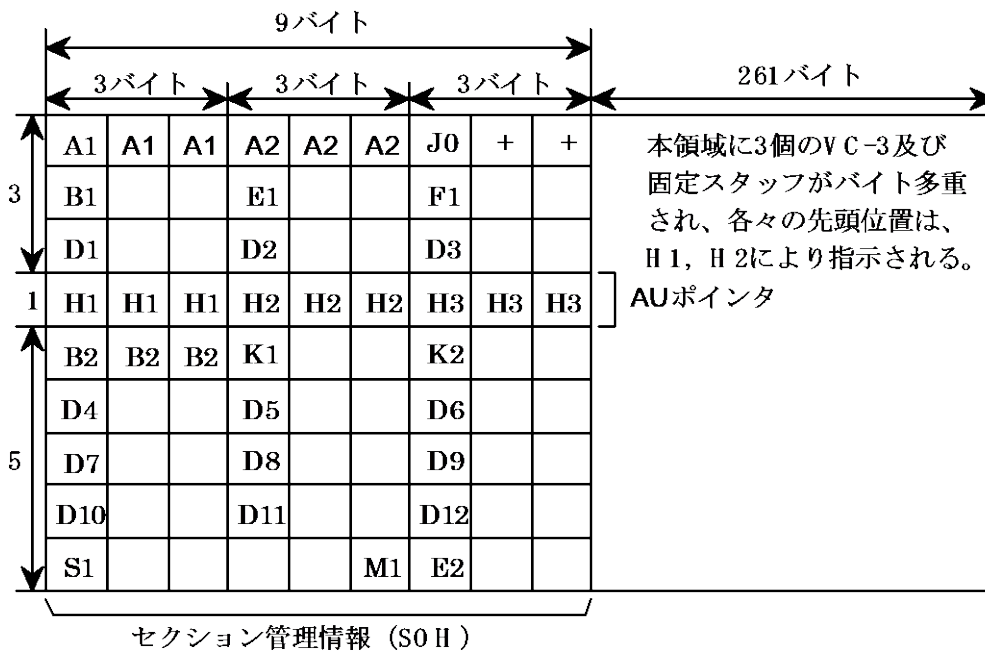 9バイト
3バイト 3バイト 3バイト 261バイト
A1 A1 A1 A2 A2 A2 J0 + +
3 B1 E1 F1
D1 D2 D3
本領域に3個のVC-3及び
固定スタッフがバイト多重
され、各々の先頭位置は、
H1, H2により指示される。
1 H1 H1 H1 H2 H2 H2 H3 H3 H3 AUポインタ
B2 B2 B2 K1 K2
D4 D5 D6
5 D7 D8 D9
D10 D11 D12
S1 M1 E2
セクション管理情報 (SOH)